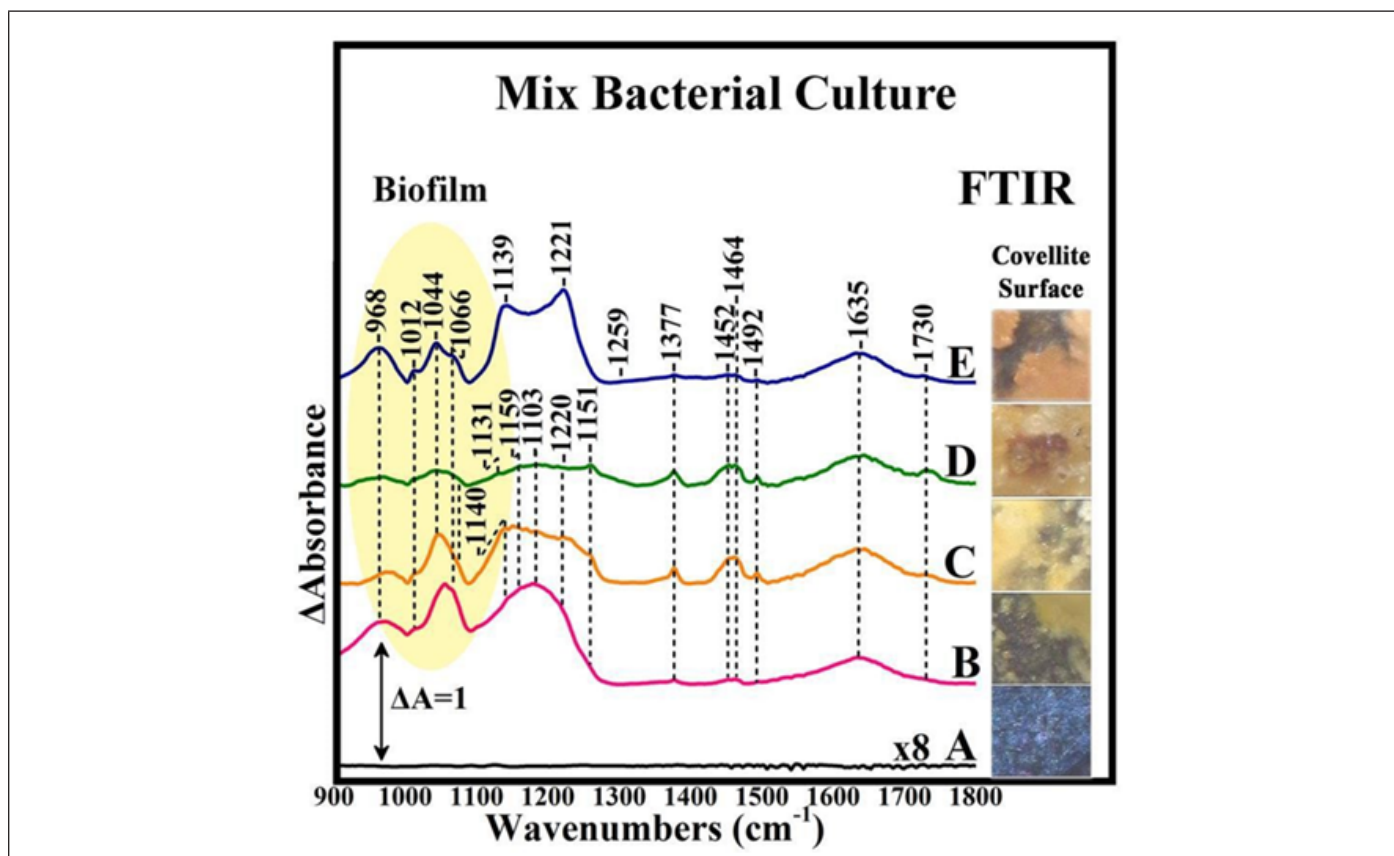 Mix Bacterial Culture
FTIR
Biofilm
Covellite
Surface
968
1012
1044
1066
1139
1221
1259
1377
1452
1464
1492
1635
1730
E
1131
1159
1103
1220
1151
D
1140
C
B
ΔA=1
x8 A
ΔAbsorbance
900 1000 1100 1200 1300 1400 1500 1600 1700 1800
Wavenumbers (cm⁻¹)